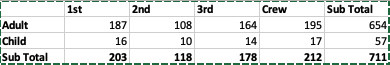 1st 2nd 3rd Crew Sub Total
Adult 187 108 164 195 654
Child 16 10 14 17 57
Sub Total 203 118 178 212 711